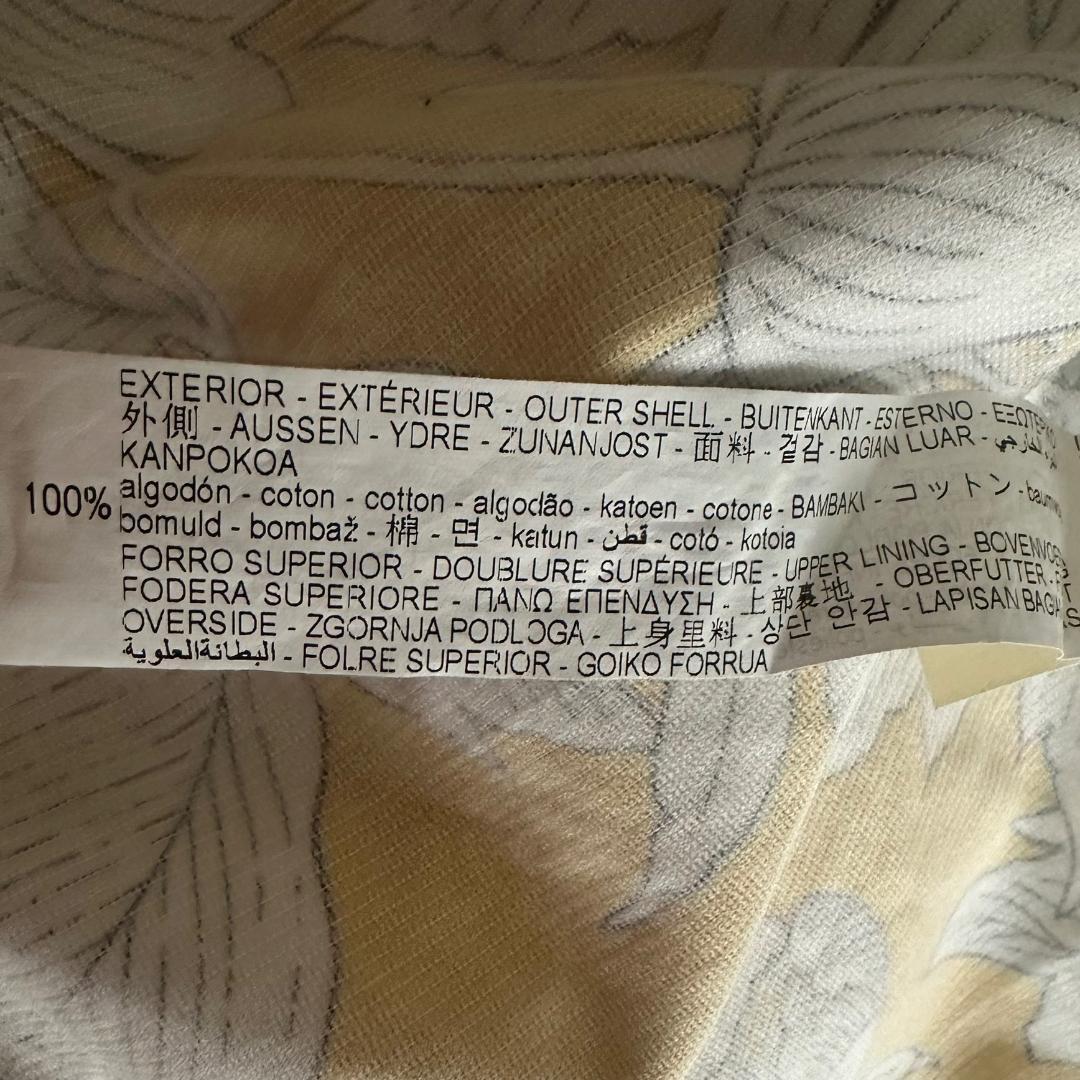 EXTERIOR - EXTÉRIEUR - OUTER SHELL - BUITENKANT - ESTERNO -
外側 - AUSSEN - YDRE - ZUNANJOST - 面料 - 겉감 - BAGIAN LUAR -
KANPOKOA
100% algodón - coton - cotton - algodão - katoen - cotone - BAMBAKI - コットン -
bomuld - bombaž - 棉 - 면 - katun - قطن - cotó - kotoia
FORRO SUPERIOR - DOUBLURE SUPÉRIEURE - UPPER LINING -
FODERA SUPERIORE - ΠΑΝΩ ΕΠΕΝΔΥΣΗ - 上部裏地 - OBERFUTTER -
OVERSIDE - ZGORNJA PODLOGA - 上身里料 - 상단 안감 - LAPISAN
البطانةالعلوية - FOLRE SUPERIOR - GOIKO FORRUA